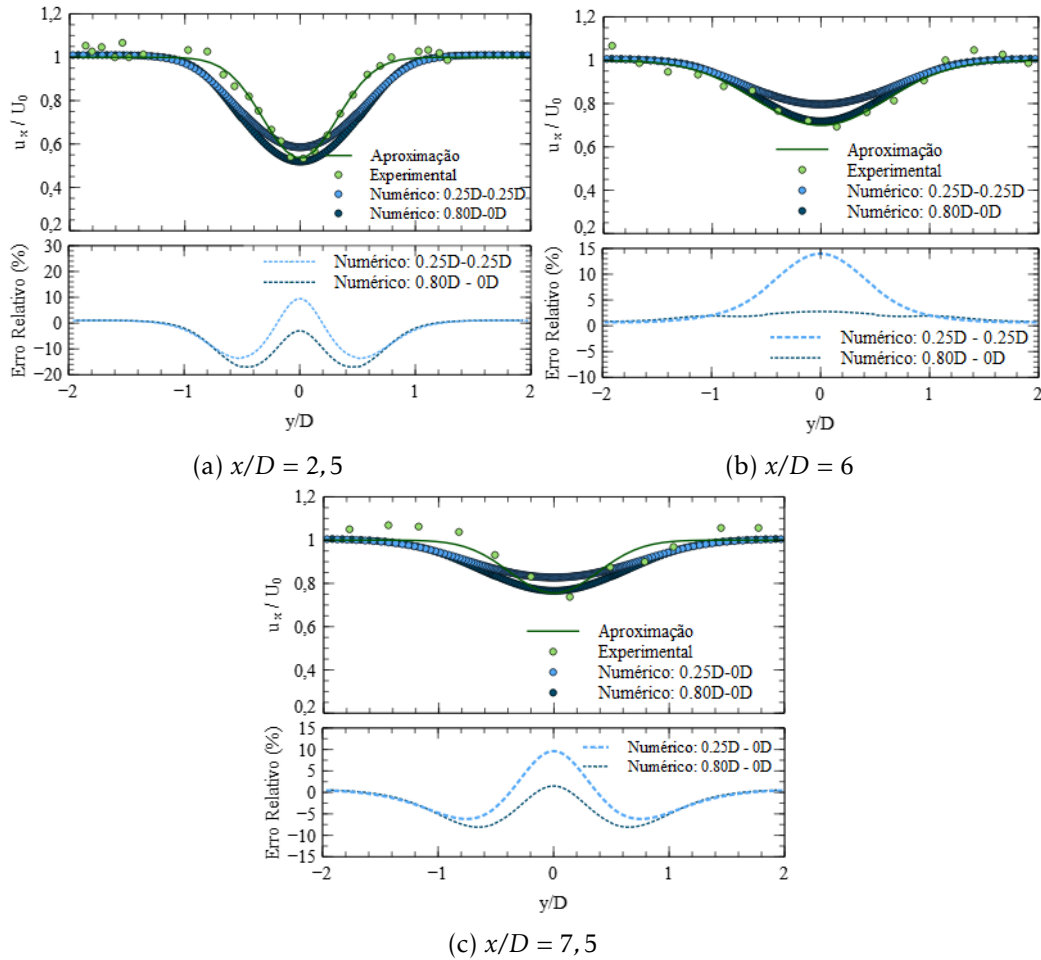 1,2
1
0,8
0,6
0,4
0,2
u_x / U_0
Aproximação
Experimental
Numérico: 0.25D-0.25D
Numérico: 0.80D-0D
30
20
10
0
−10
−20
Erro Relativo (%)
Numérico: 0.25D-0.25D
Numérico: 0.80D - 0D
−2
−1
0
1
2
y/D
(a) x/D = 2,5
1,2
1
0,8
0,6
0,4
0,2
u_x / U_0
Aproximação
Experimental
Numérico: 0.25D-0.25D
Numérico: 0.80D-0D
15
10
5
0
−5
−10
Erro Relativo (%)
Numérico: 0.25D - 0.25D
Numérico: 0.80D - 0D
−2
−1
0
1
2
y/D
(b) x/D = 6
1,2
1
0,8
0,6
0,4
0,2
u_x / U_0
Aproximação
Experimental
Numérico: 0.25D-0D
Numérico: 0.80D-0D
15
10
5
0
−5
−10
−15
Erro Relativo (%)
Numérico: 0.25D - 0D
Numérico: 0.80D - 0D
−2
−1
0
1
2
y/D
(c) x/D = 7,5